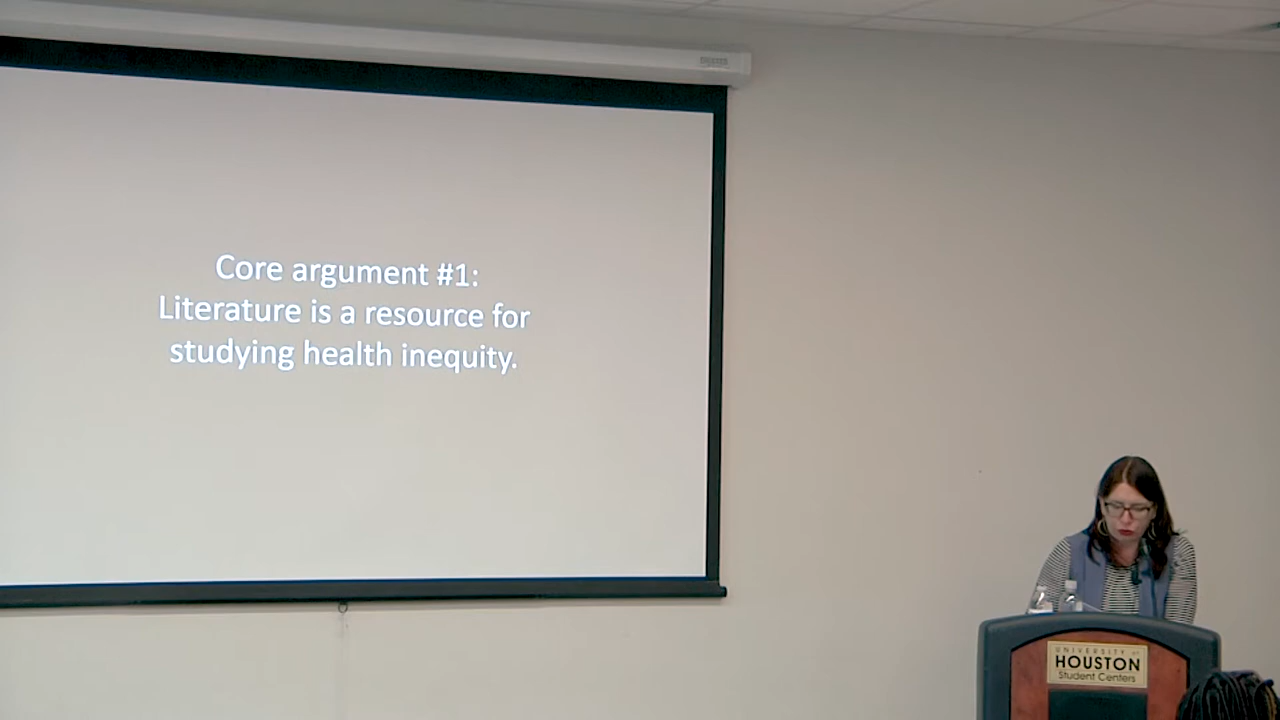 Core argument #1:
Literature is a resource for
studying health inequity.
UNIVERSITY of
HOUSTON
Student Centers